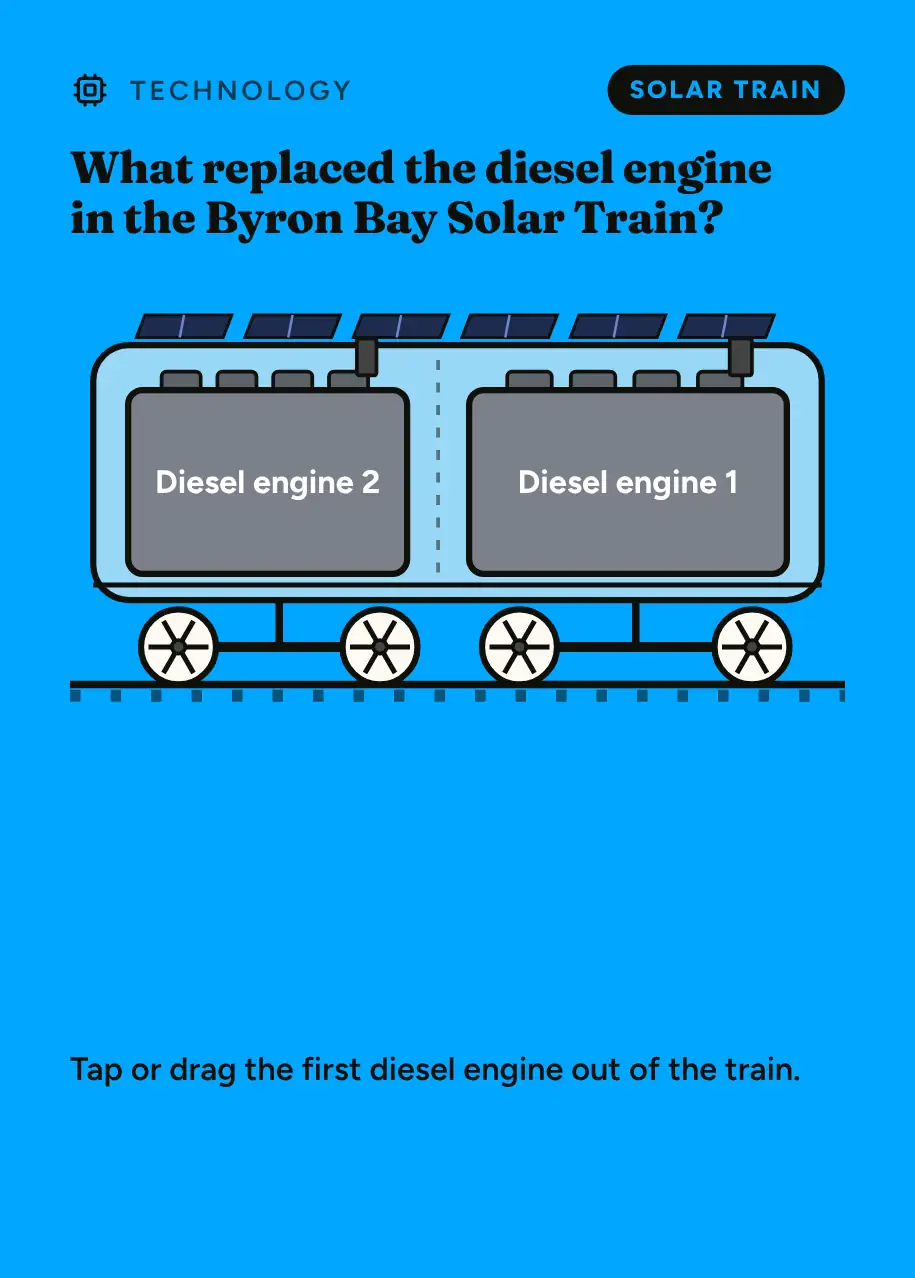 TECHNOLOGY
SOLAR TRAIN
What replaced the diesel engine
in the Byron Bay Solar Train?
Diesel engine 2
Diesel engine 1
Tap or drag the first diesel engine out of the train.